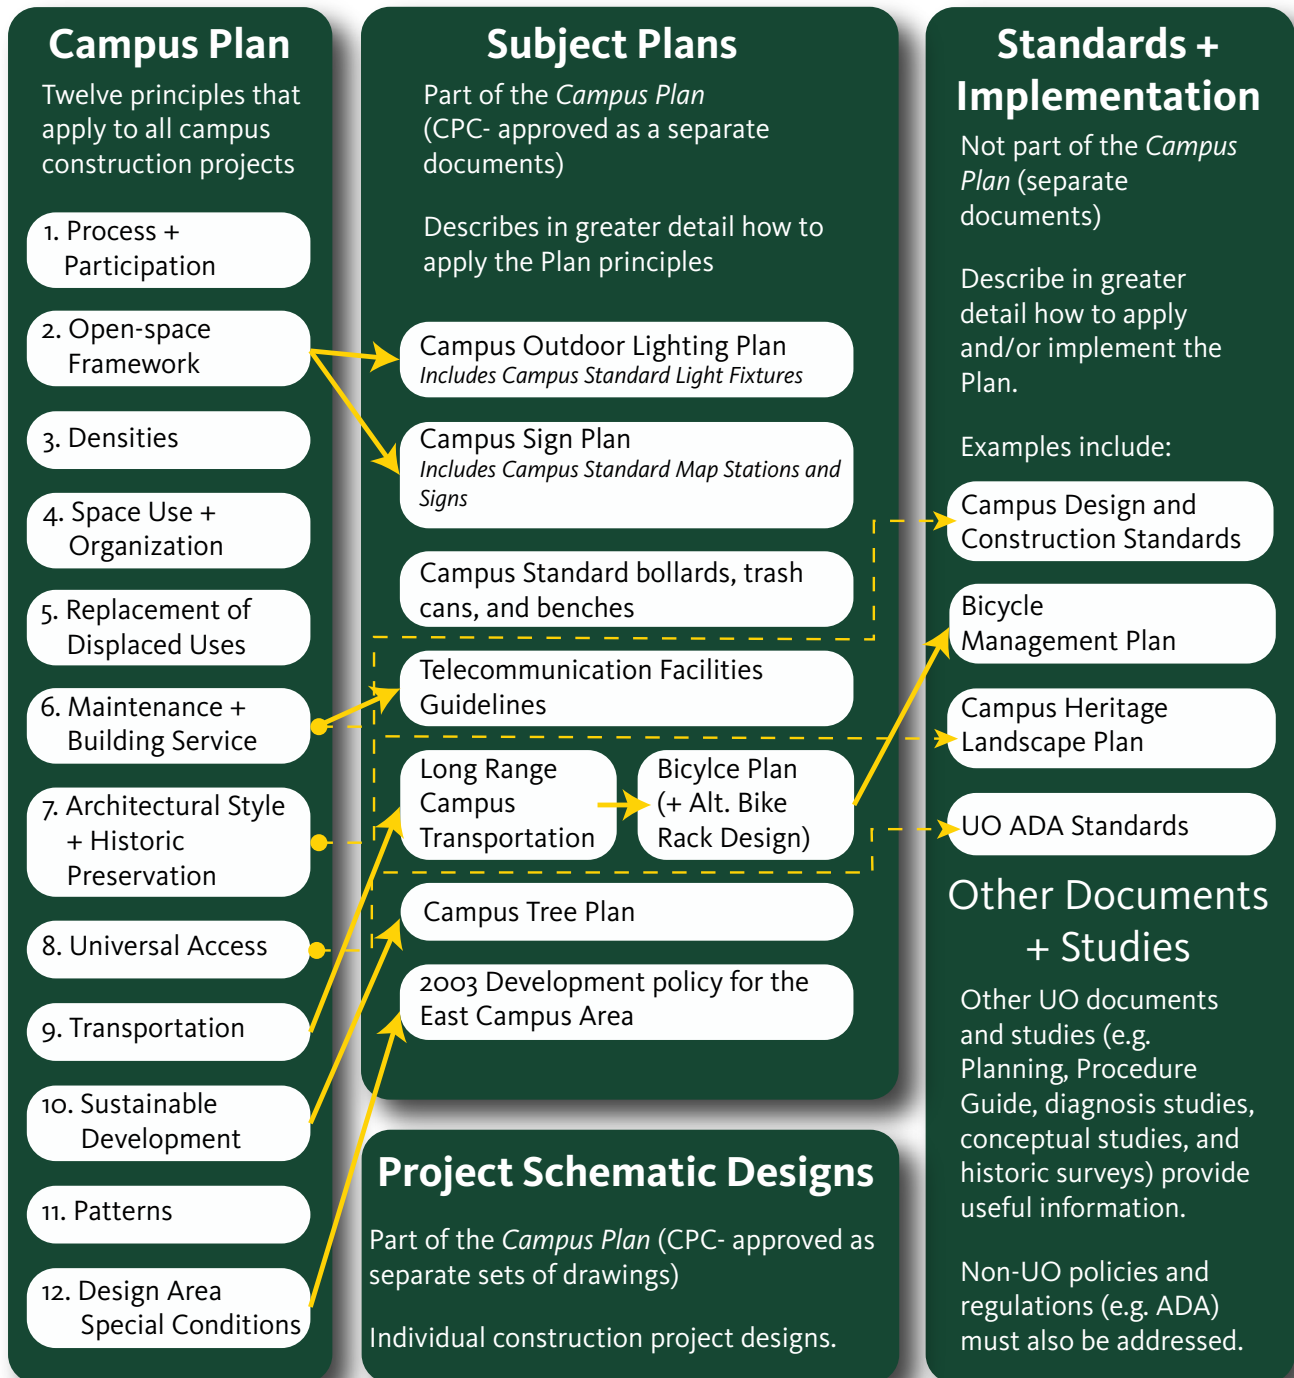 Campus Plan
Twelve principles that
apply to all campus
construction projects
1. Process +
Participation
2. Open-space
Framework
3. Densities
4. Space Use +
Organization
5. Replacement of
Displaced Uses
6. Maintenance +
Building Service
7. Architectural Style
+ Historic
Preservation
8. Universal Access
9. Transportation
10. Sustainable
Development
11. Patterns
12. Design Area
Special Conditions
Subject Plans
Part of the Campus Plan
(CPC- approved as a separate
documents)
Describes in greater detail how to
apply the Plan principles
Campus Outdoor Lighting Plan
Includes Campus Standard Light Fixtures
Campus Sign Plan
Includes Campus Standard Map Stations and
Signs
Campus Standard bollards, trash
cans, and benches
Telecommunication Facilities
Guidelines
Long Range
Campus
Transportation
Bicylce Plan
(+ Alt. Bike
Rack Design)
Campus Tree Plan
2003 Development policy for the
East Campus Area
Project Schematic Designs
Part of the Campus Plan (CPC- approved as
separate sets of drawings)
Individual construction project designs.
Standards +
Implementation
Not part of the Campus
Plan (separate
documents)
Describe in greater
detail how to apply
and/or implement the
Plan.
Examples include:
Campus Design and
Construction Standards
Bicycle
Management Plan
Campus Heritage
Landscape Plan
UO ADA Standards
Other Documents
+ Studies
Other UO documents
and studies (e.g.
Planning, Procedure
Guide, diagnosis studies,
conceptual studies, and
historic surveys) provide
useful information.
Non-UO policies and
regulations (e.g. ADA)
must also be addressed.